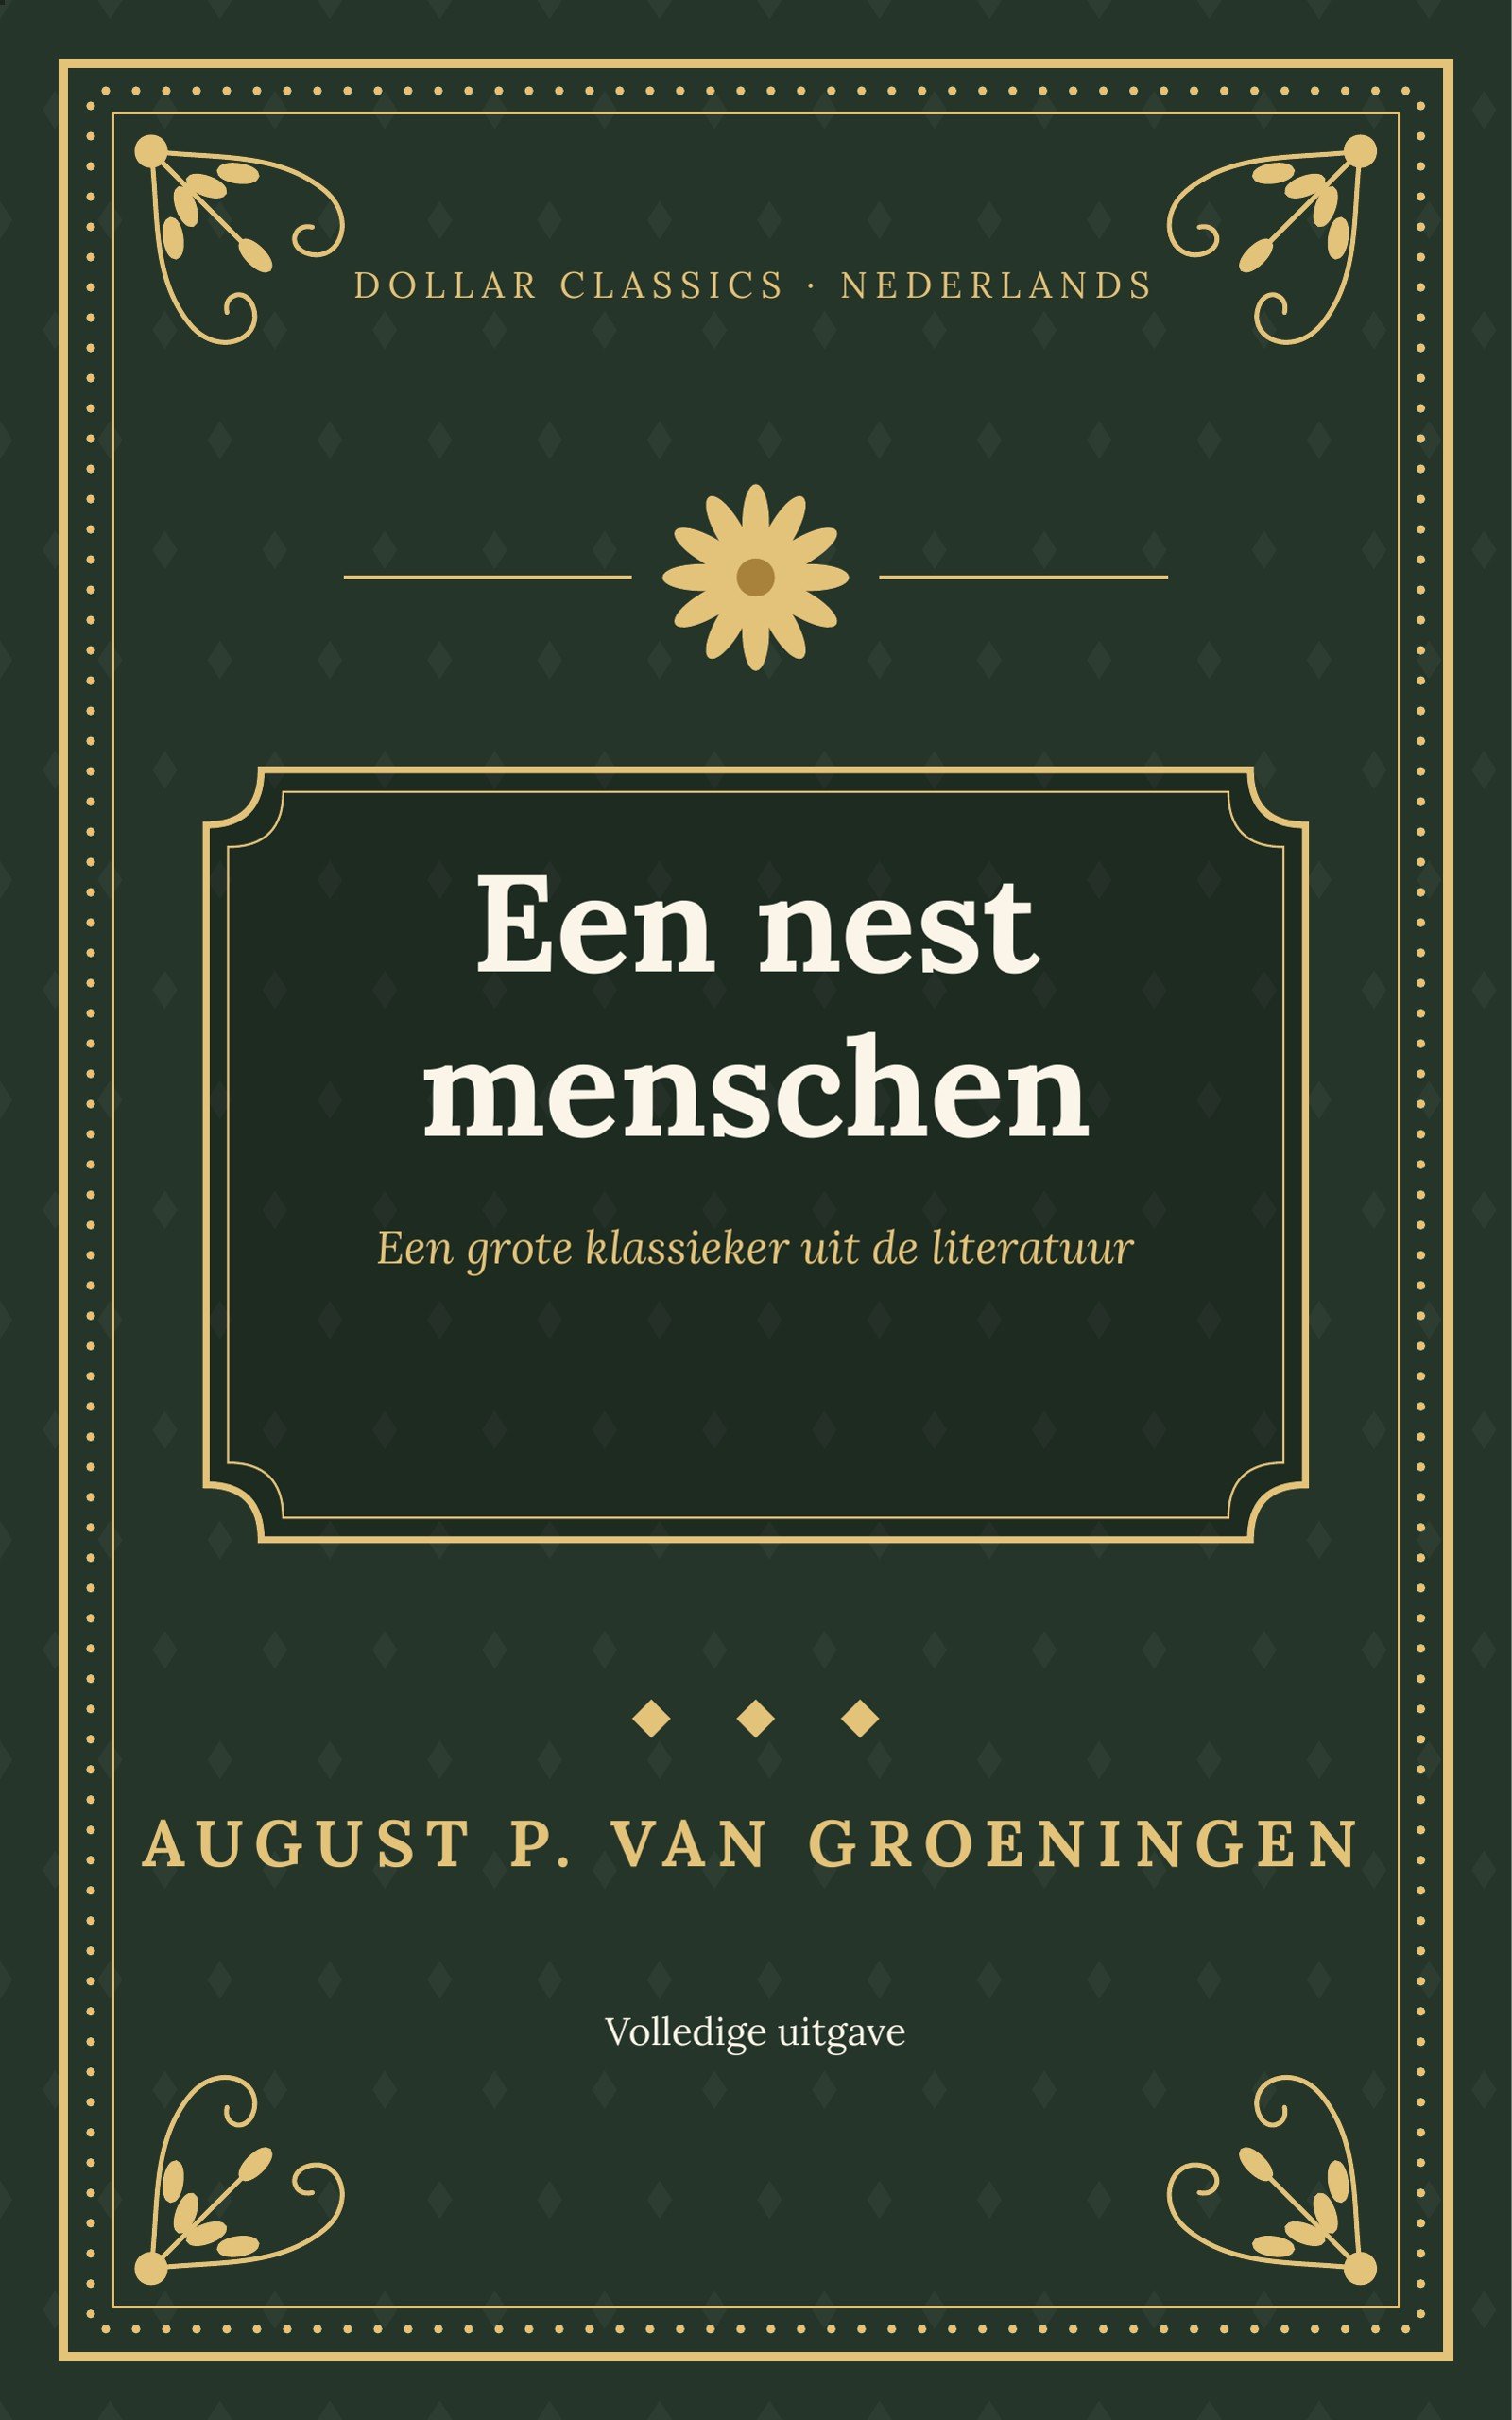 DOLLAR CLASSICS · NEDERLANDS
Een nest
menschen
Een grote klassieker uit de literatuur
AUGUST P. VAN GROENINGEN
Volledige uitgave